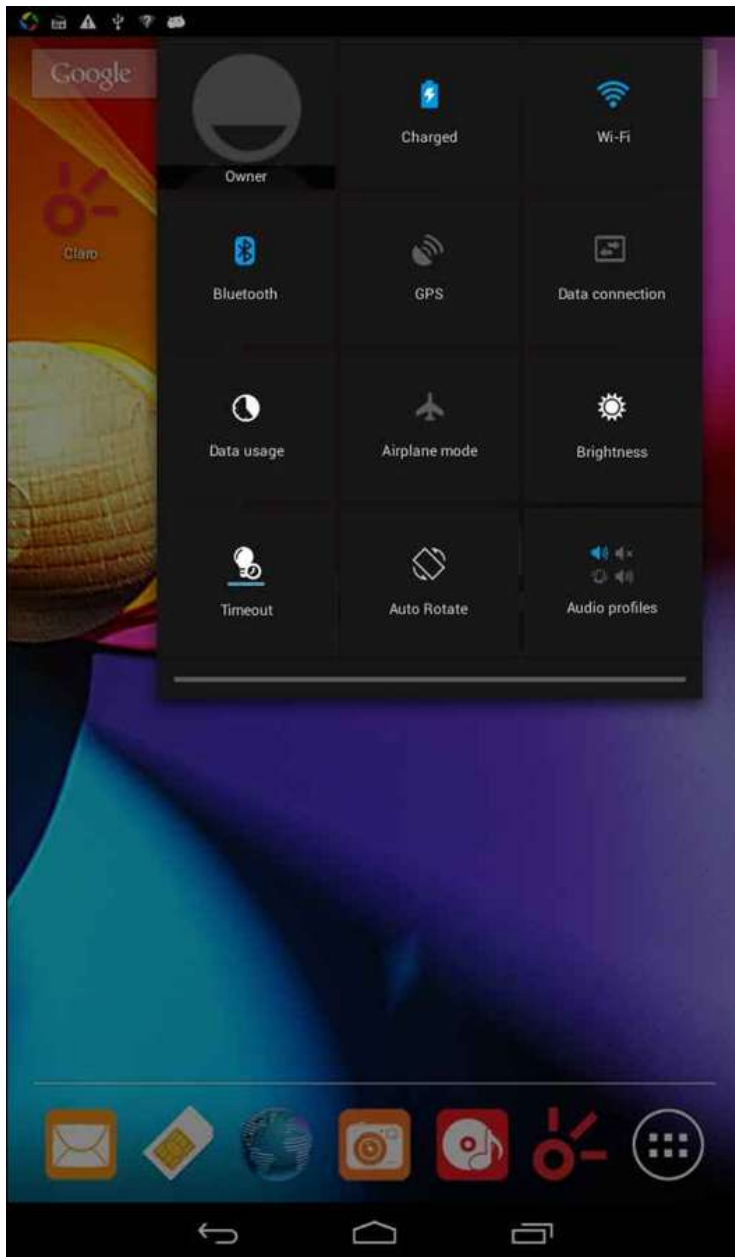 Google
Owner
Charged
Wi-Fi
Claro
Bluetooth
GPS
Data connection
Data usage
Airplane mode
Brightness
Timeout
Auto Rotate
Audio profiles